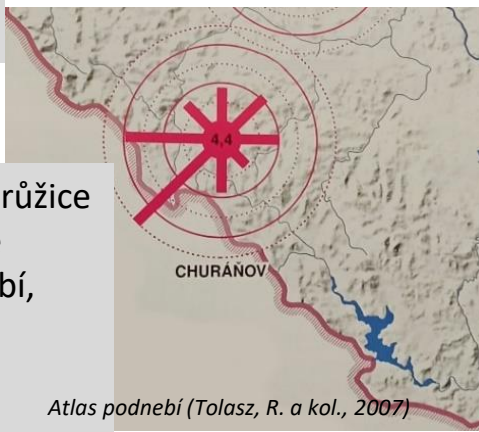 4,4
růžice
bí,
CHURÁŇOV
Atlas podnebí (Tolasz, R. a kol., 2007)